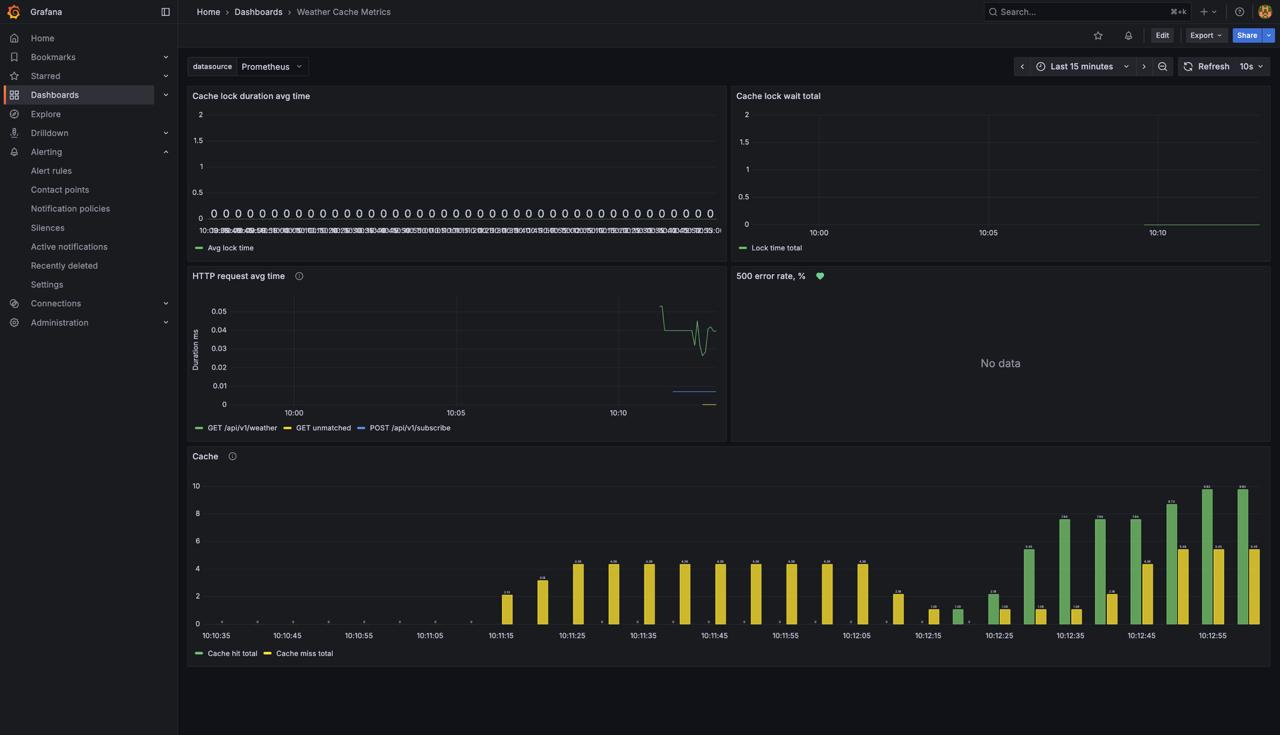 Grafana
Home › Dashboards › Weather Cache Metrics
Search...
⌘+k
Home
Bookmarks
Starred
Dashboards
Explore
Drilldown
Alerting
Alert rules
Contact points
Notification policies
Silences
Active notifications
Recently deleted
Settings
Connections
Administration
Edit
Export
Share
datasource
Prometheus
Last 15 minutes
Refresh
10s
Cache lock duration avg time
2
1.5
1
0.5
0
0 0 0 0 0 0 0 0 0 0 0 0 0 0 0 0 0 0 0 0 0 0 0 0 0 0 0 0 0 0 0 0 0 0 0 0 0 0 0 0 0 0
Avg lock time
Cache lock wait total
2
1.5
1
0.5
0
10:00 10:05 10:10
Lock time total
HTTP request avg time
Duration ms
0.05
0.04
0.03
0.02
0.01
0
10:00 10:05 10:10
GET /api/v1/weather GET unmatched POST /api/v1/subscribe
500 error rate, %
No data
Cache
10
8
6
4
2
0
10:10:35 10:10:45 10:10:55 10:11:05 10:11:15 10:11:25 10:11:35 10:11:45 10:11:55 10:12:05 10:12:15 10:12:25 10:12:35 10:12:45 10:12:55
Cache hit total Cache miss total